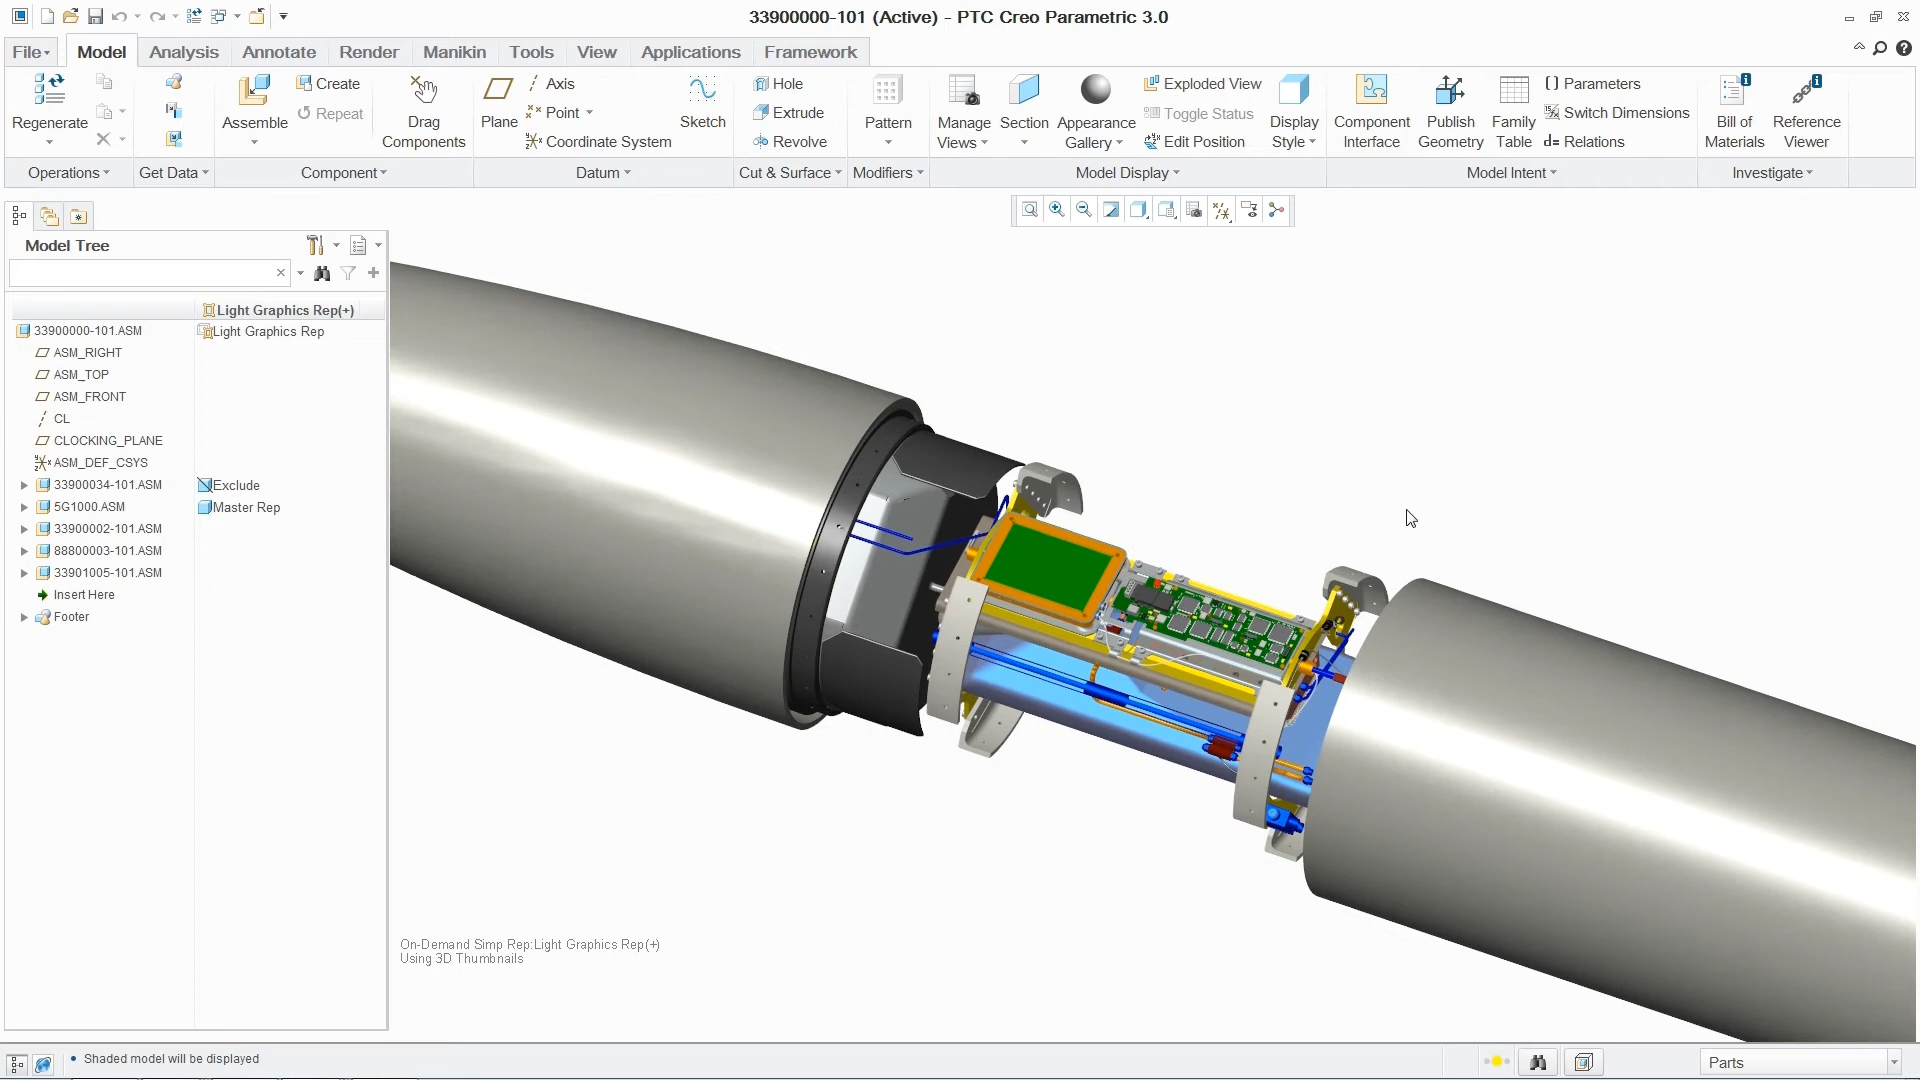 33900000-101 (Active) - PTC Creo Parametric 3.0
File
Model
Analysis
Annotate
Render
Manikin
Tools
View
Applications
Framework
Regenerate
Operations
Get Data
Assemble
Create
Repeat
Drag
Components
Component
Plane
Axis
Point
Coordinate System
Sketch
Datum
Hole
Extrude
Revolve
Cut & Surface
Pattern
Modifiers
Manage
Views
Section
Appearance
Gallery
Exploded View
Toggle Status
Edit Position
Display
Style
Model Display
Component
Interface
Publish
Geometry
Family
Table
Parameters
Switch Dimensions
d= Relations
Model Intent
Bill of
Materials
Reference
Viewer
Investigate
Model Tree
Light Graphics Rep(+)
33900000-101.ASM Light Graphics Rep
ASM_RIGHT
ASM_TOP
ASM_FRONT
CL
CLOCKING_PLANE
ASM_DEF_CSYS
33900034-101.ASM Exclude
5G1000.ASM Master Rep
33900002-101.ASM
88800003-101.ASM
33901005-101.ASM
Insert Here
Footer
On-Demand Simp Rep:Light Graphics Rep(+)
Using 3D Thumbnails
• Shaded model will be displayed
Parts